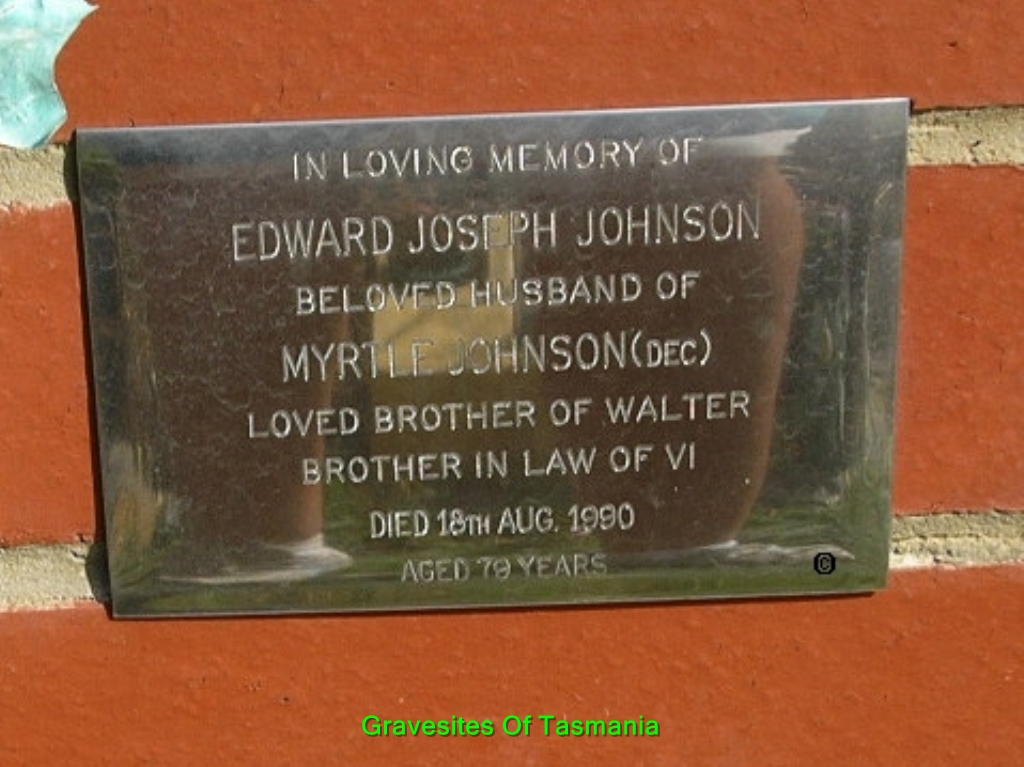 IN LOVING MEMORY OF
EDWARD JOSEPH JOHNSON
BELOVED HUSBAND OF
MYRTLE JOHNSON (DEC)
LOVED BROTHER OF WALTER
BROTHER IN LAW OF VI
DIED 18TH AUG. 1990
AGED 79 YEARS
©
Gravesites Of Tasmania